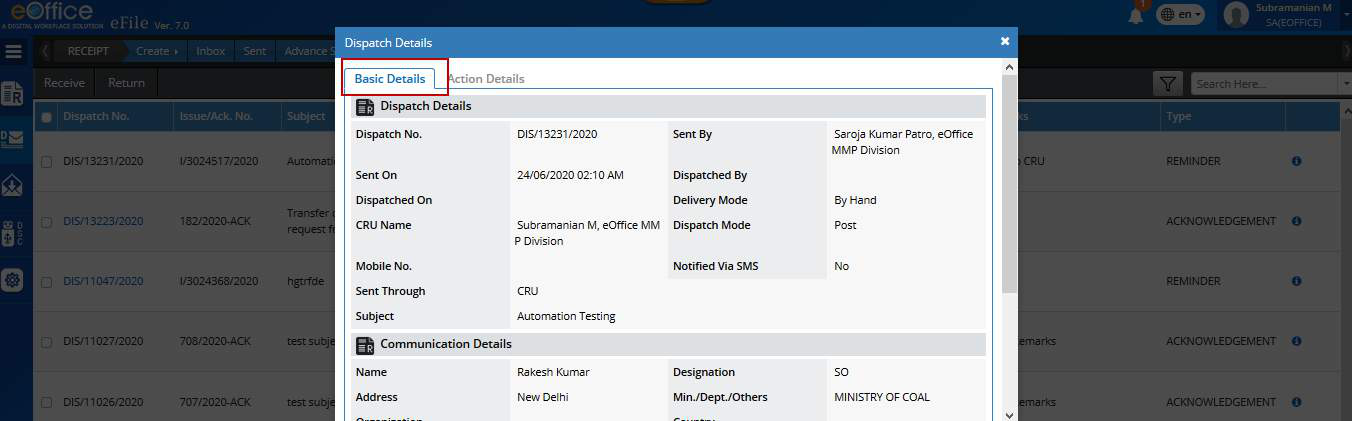 eOffice
A DIGITAL WORKPLACE SOLUTION
eFile Ver. 7.0
1
en
Subramanian M
SA(EOFFICE)
RECEIPT Create Inbox Sent Advance S
Receive Return
Search Here...
Dispatch Details
Basic Details Action Details
Dispatch No. Issue/Ack. No. Subject ks Type
DIS/13231/2020 I/3024517/2020 Automati o CRU REMINDER
DIS/13223/2020 182/2020-ACK Transfer
request f ACKNOWLEDGEMENT
DIS/11047/2020 I/3024368/2020 hgtrfde REMINDER
DIS/11027/2020 708/2020-ACK test subje emarks ACKNOWLEDGEMENT
DIS/11026/2020 707/2020-ACK test subje emarks ACKNOWLEDGEMENT
D S C
Dispatch Details
Dispatch No. DIS/13231/2020 Sent By Saroja Kumar Patro, eOffice
MMP Division
Sent On 24/06/2020 02:10 AM Dispatched By
Dispatched On Delivery Mode By Hand
CRU Name Subramanian M, eOffice MM Dispatch Mode Post
P Division
Mobile No. Notified Via SMS No
Sent Through CRU
Subject Automation Testing
Communication Details
Name Rakesh Kumar Designation SO
Address New Delhi Min./Dept./Others MINISTRY OF COAL
Organization Country